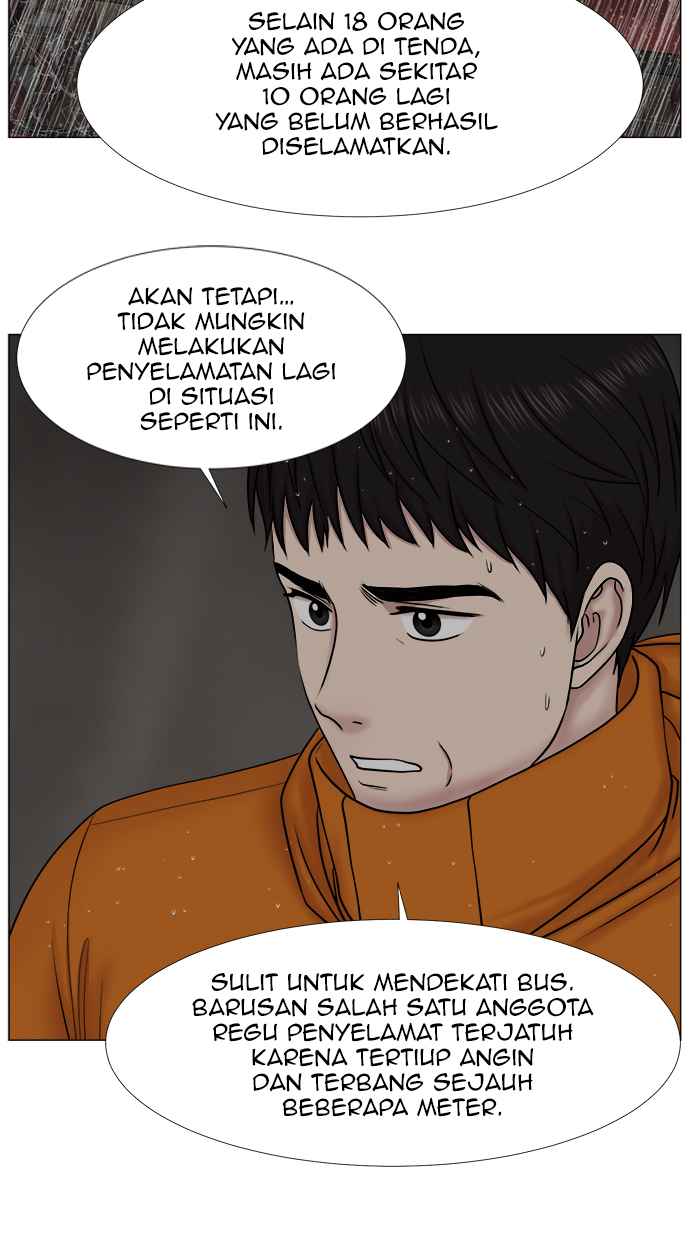 SELAIN 18 ORANG
YANG ADA DI TENDA,
MASIH ADA SEKITAR
10 ORANG LAGI
YANG BELUM BERHASIL
DISELAMATKAN.
AKAN TETAPI...
TIDAK MUNGKIN
MELAKUKAN
PENYELAMATAN LAGI
DI SITUASI
SEPERTI INI.
SULIT UNTUK MENDEKATI BUS.
BARUSAN SALAH SATU ANGGOTA
REGU PENYELAMAT TERJATUH
KARENA TERTIUP ANGIN
DAN TERBANG SEJAUH
BEBERAPA METER.